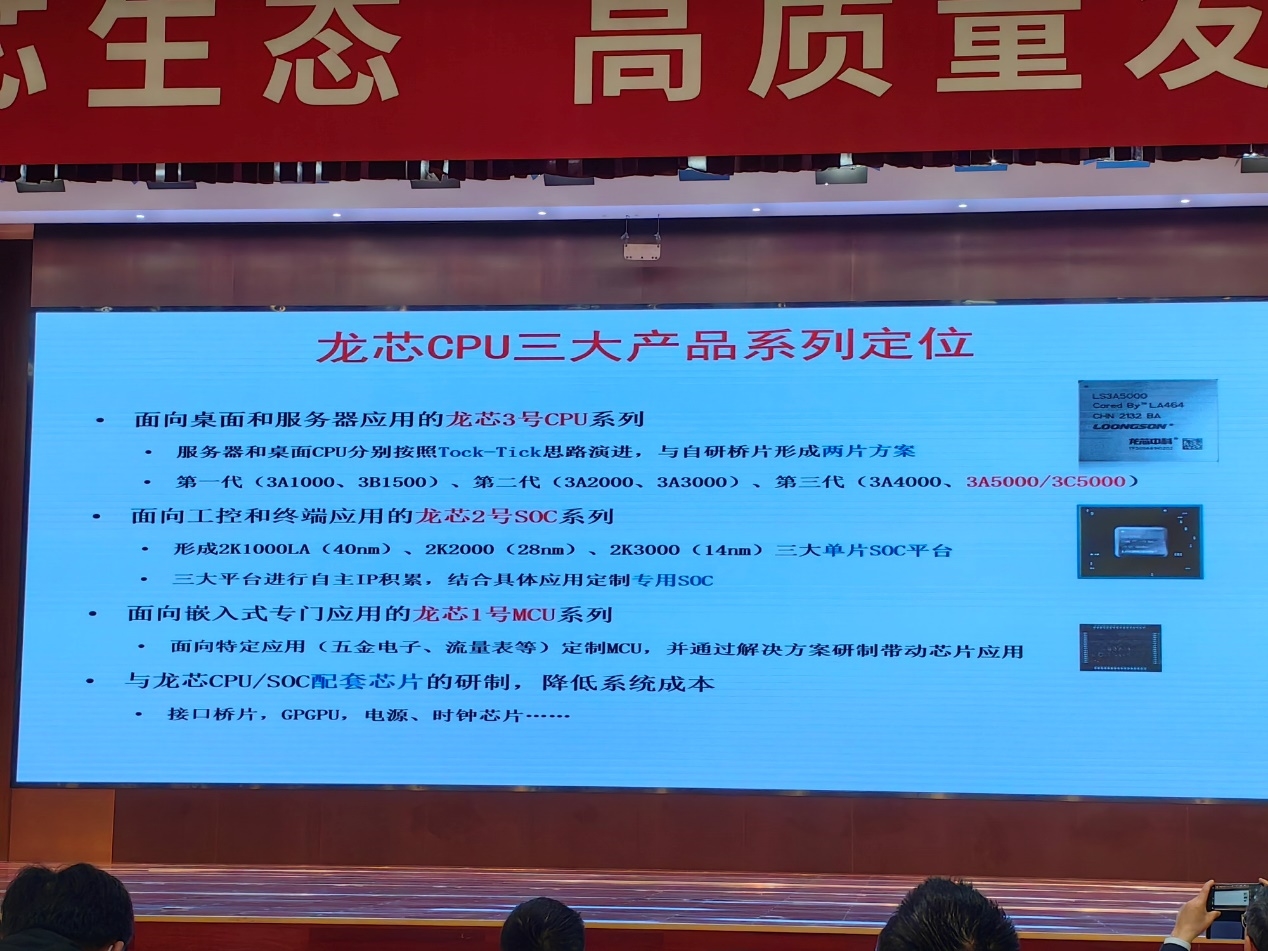 芯生态 高质量发
龙芯CPU三大产品系列定位
• 面向桌面和服务器应用的龙芯3号CPU系列
• 服务器和桌面CPU分别按照Tock-Tick思路演进，与自研桥片形成两片方案
• 第一代（3A1000、3B1500）、第二代（3A2000、3A3000）、第三代（3A4000、3A5000/3C5000）
• 面向工控和终端应用的龙芯2号SOC系列
• 形成2K1000LA（40nm）、2K2000（28nm）、2K3000（14nm）三大单片SOC平台
• 三大平台进行自主IP积累，结合具体应用定制专用SOC
• 面向嵌入式专门应用的龙芯1号MCU系列
• 面向特定应用（五金电子、流量表等）定制MCU，并通过解决方案研制带动芯片应用
• 与龙芯CPU/SOC配套芯片的研制，降低系统成本
• 接口桥片，GPGPU，电源、时钟芯片……
LS3A5000
Cored By™ LA464
CHN 2132 BA
LOONGSON®
龙芯中科